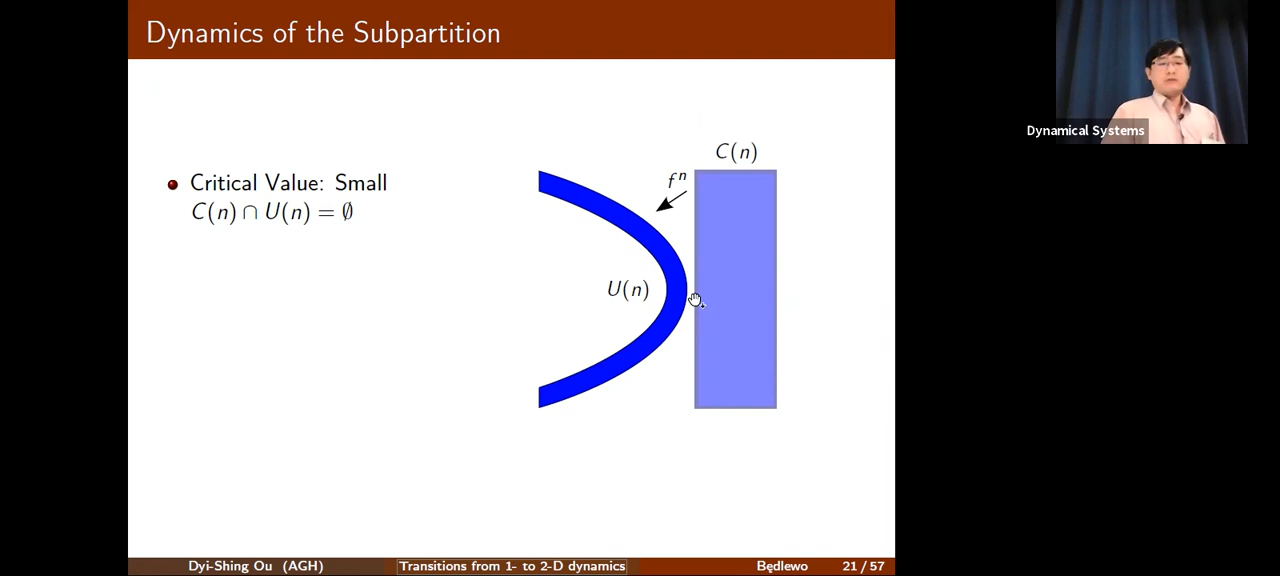 Dynamics of the Subpartition
Dynamical Systems
C(n)
Critical Value: Small
fⁿ
C(n) ∩ U(n) = ∅
U(n)
Dyi-Shing Ou (AGH) Transitions from 1- to 2-D dynamics Będlewo 21 / 57